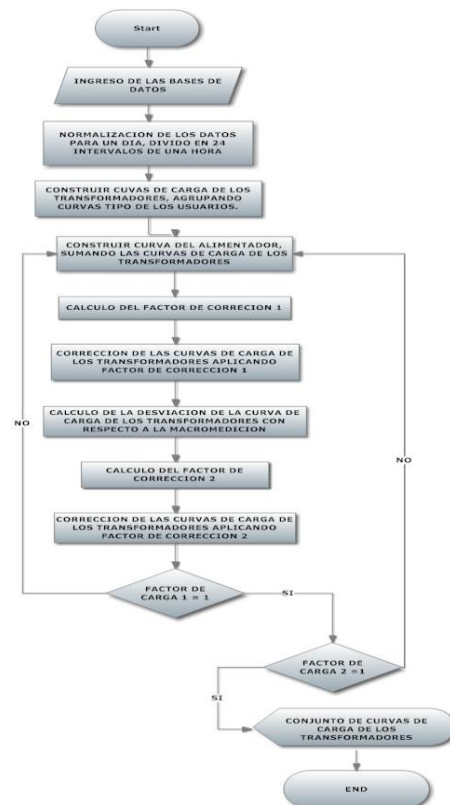 Start
INGRESO DE LAS BASES DE
DATOS
NORMALIZACION DE LOS DATOS
PARA UN DIA, DIVIDO EN 24
INTERVALOS DE UNA HORA
CONSTRUIR CUVAS DE CARGA DE LOS
TRANSFORMADORES, AGRUPANDO
CURVAS TIPO DE LOS USUARIOS.
CONSTRUIR CURVA DEL ALIMENTADOR,
SUMANDO LAS CURVAS DE CARGA DE LOS
TRANSFORMADORES
CALCULO DEL FACTOR DE CORRECION 1
CORRECCION DE LAS CURVAS DE CARGA DE
LOS TRANSFORMADORES APLICANDO
FACTOR DE CORRECCION 1
CALCULO DE LA DESVIACION DE LA CURVA DE
CARGA DE LOS TRANSFORMADORES CON
RESPECTO A LA MACROMEDICION
NO
NO
CALCULO DEL FACTOR DE
CORRECCION 2
CORRECCION DE LAS CURVAS DE CARGA DE
LOS TRANSFORMADORES APLICANDO
FACTOR DE CORRECCION 2
FACTOR DE
CARGA 1 = 1
SI
FACTOR DE
CARGA 2 =1
SI
CONJUNTO DE CURVAS DE
CARGA DE LOS
TRANSFORMADORES
END